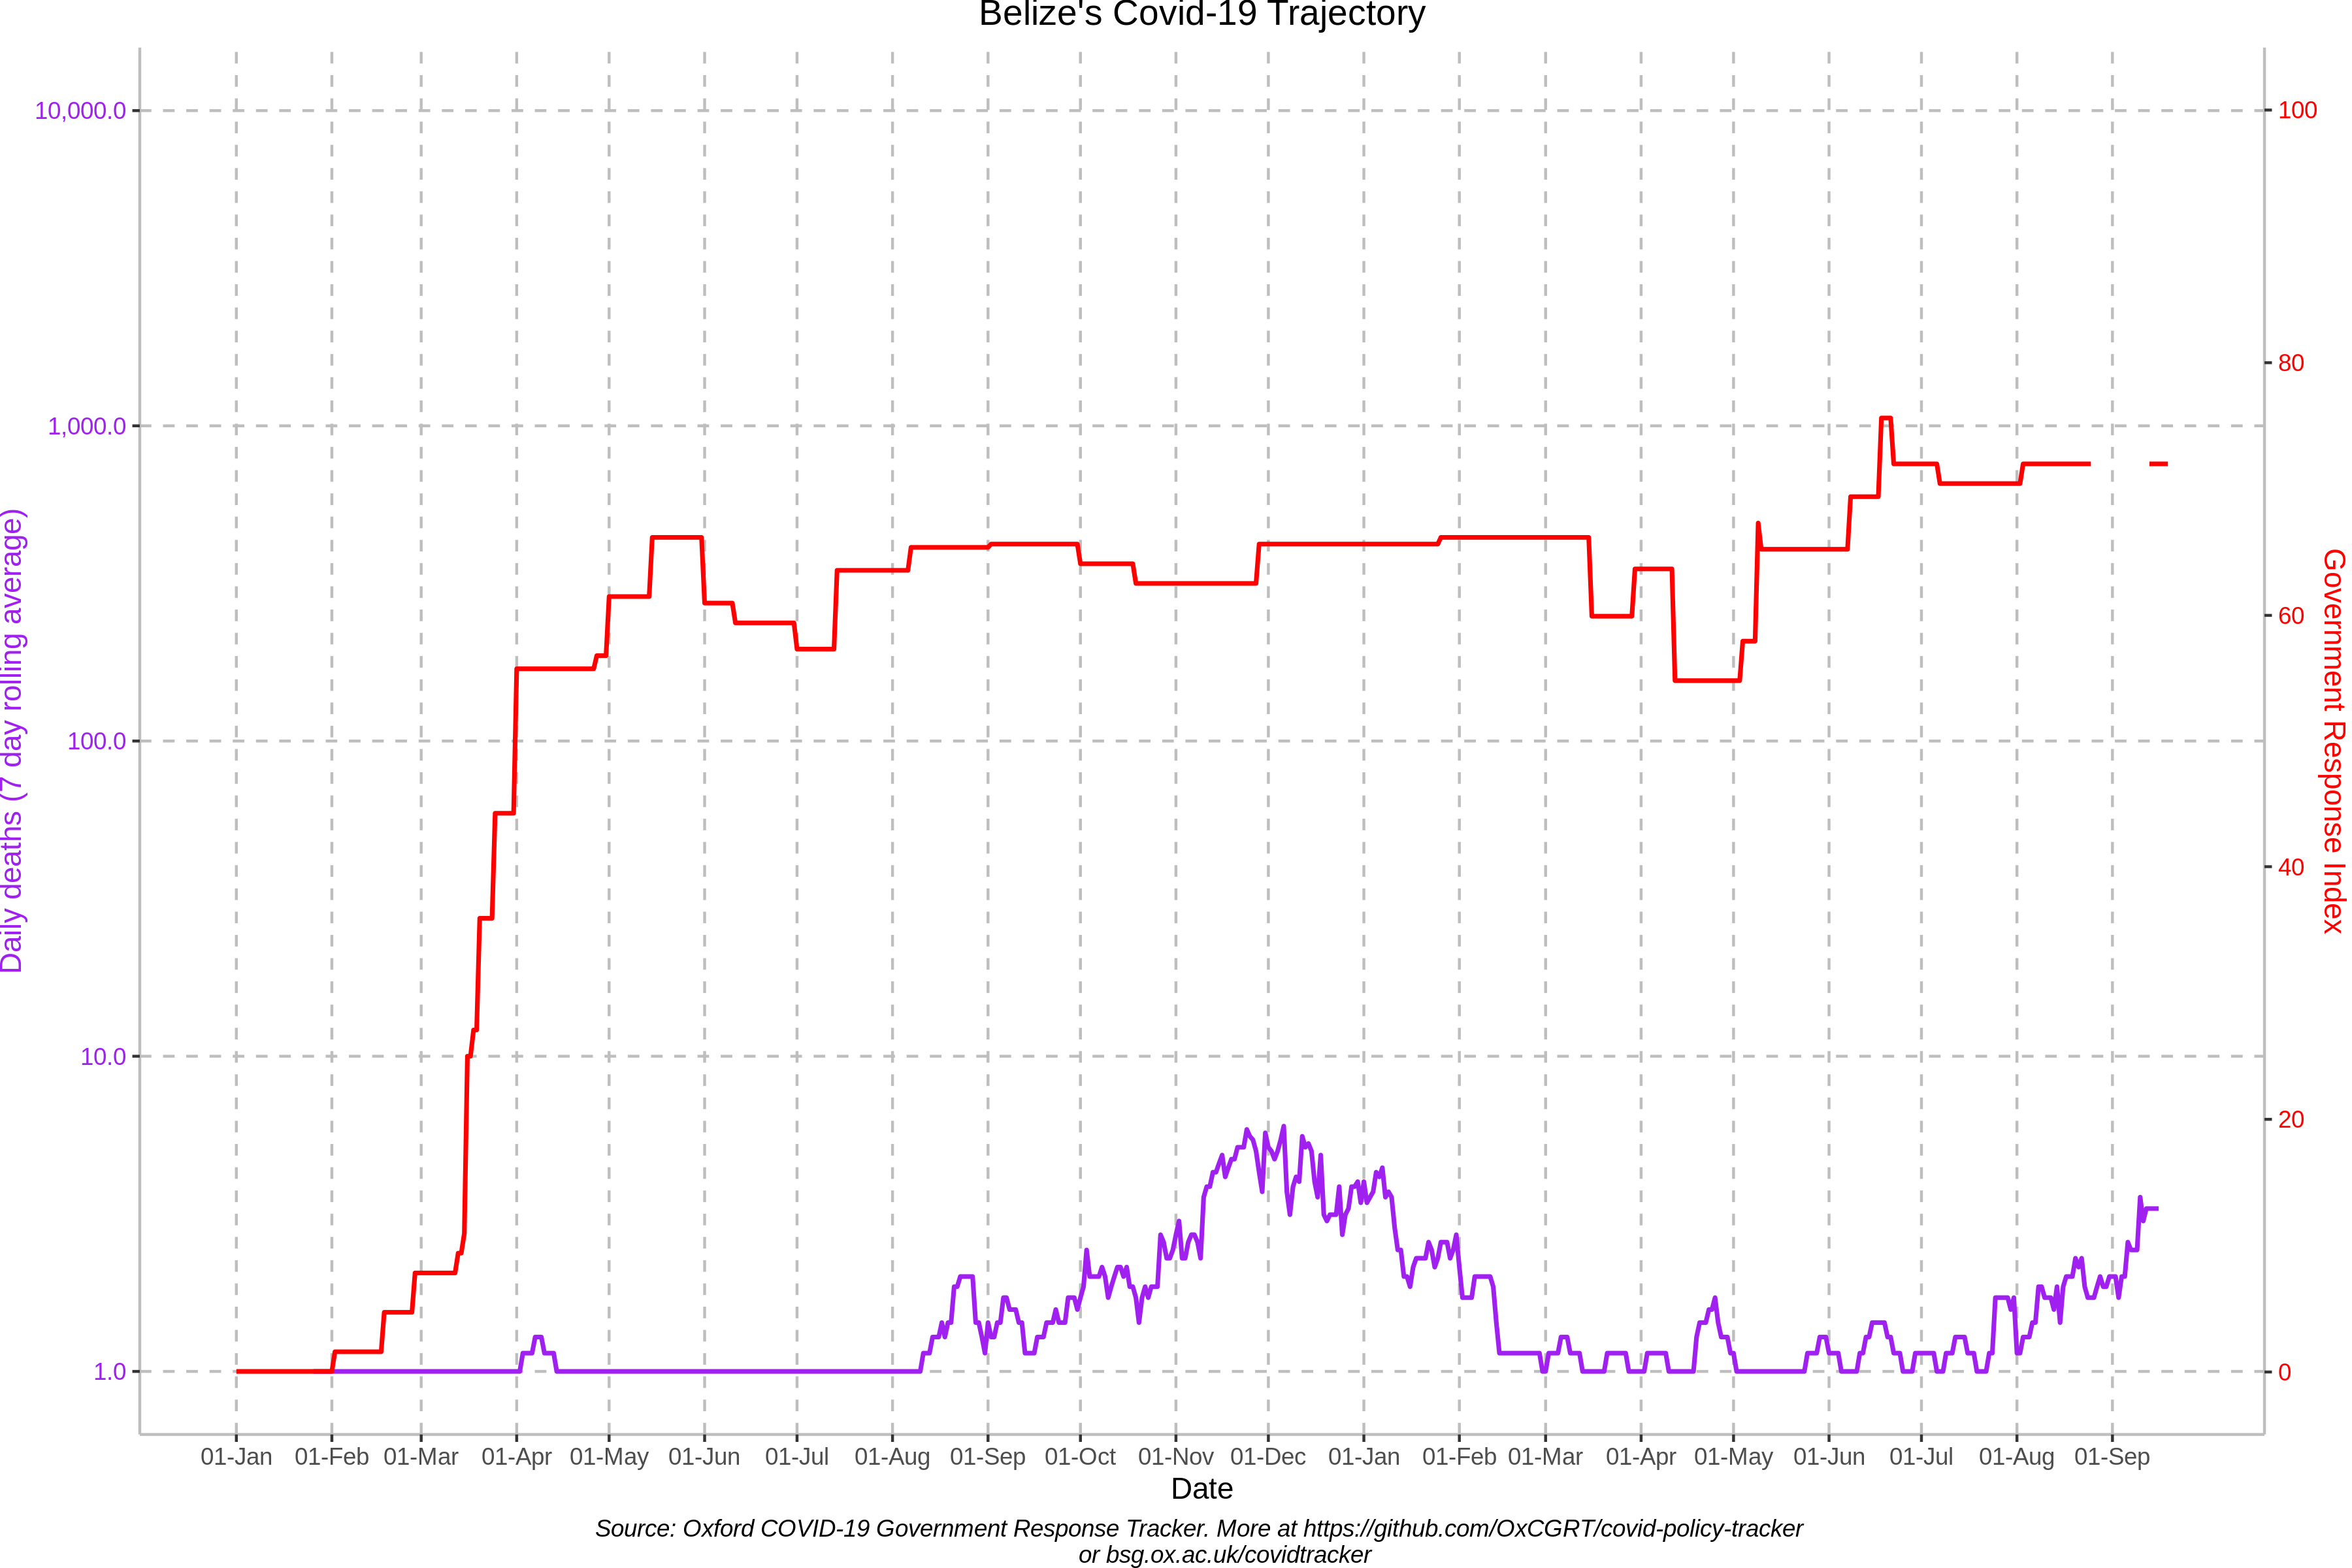 Belize's Covid-19 Trajectory
10,000.0
1,000.0
100.0
10.0
1.0
Daily deaths (7 day rolling average)
100
80
60
40
20
0
Government Response Index
01-Jan 01-Feb 01-Mar 01-Apr 01-May 01-Jun 01-Jul 01-Aug 01-Sep 01-Oct 01-Nov 01-Dec 01-Jan 01-Feb 01-Mar 01-Apr 01-May 01-Jun 01-Jul 01-Aug 01-Sep
Date
Source: Oxford COVID-19 Government Response Tracker. More at https://github.com/OxCGRT/covid-policy-tracker
or bsg.ox.ac.uk/covidtracker